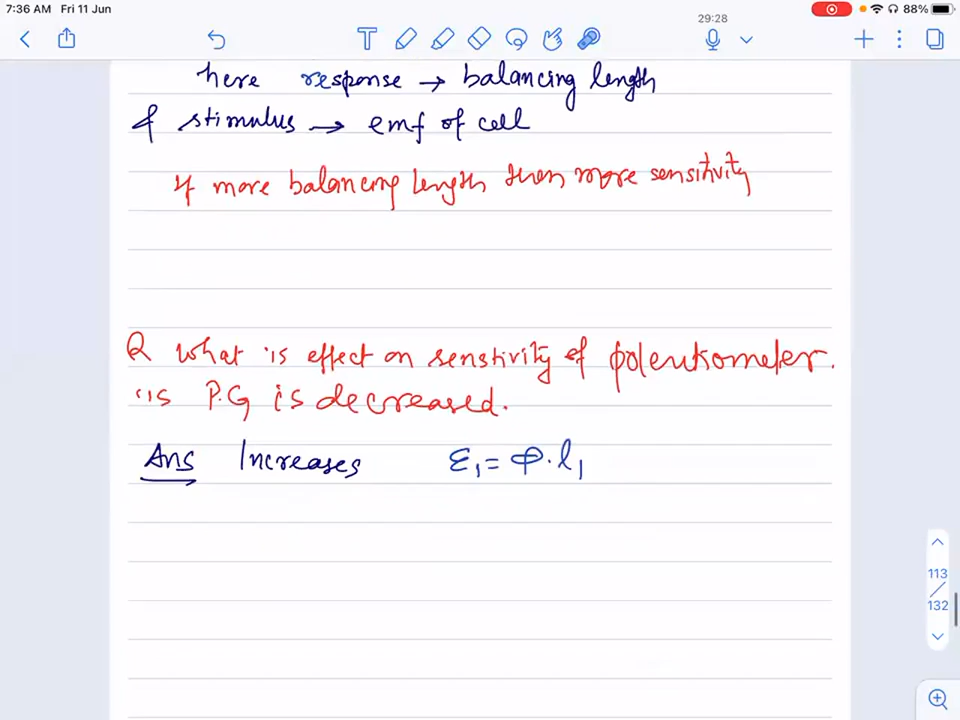 7:36 AM Fri 11 Jun
29:28
88%
here response → balancing length
& stimulus → emf of cell
If more balancing length then more sensitivity
Q What is effect on senstivity of potentiometer.
is P.G is decreased.
Ans Increases ε₁ = φ.l₁
113
132